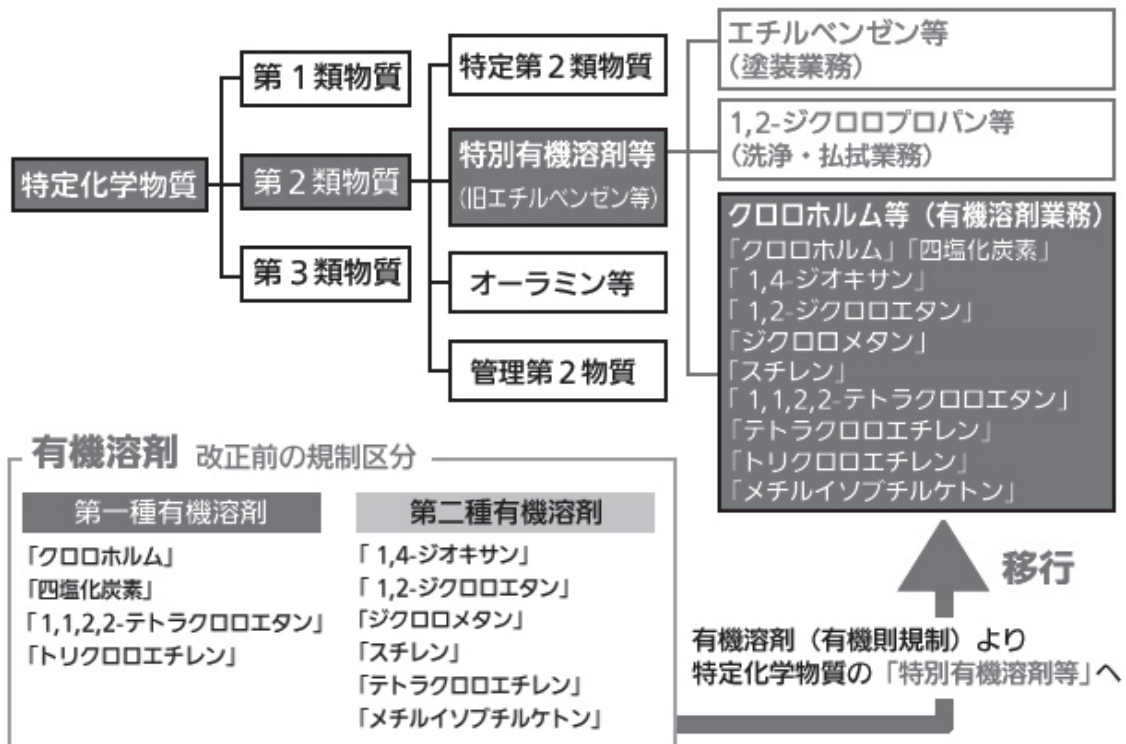 特定化学物質
第１類物質
第２類物質
第３類物質
特定第２類物質
特別有機溶剤等
(旧エチルベンゼン等)
オーラミン等
管理第２物質
エチルベンゼン等
(塗装業務)
1,2-ジクロロプロパン等
(洗浄・払拭業務)
クロロホルム等（有機溶剤業務）
「クロロホルム」「四塩化炭素」
「 1,4-ジオキサン」
「 1,2-ジクロロエタン」
「ジクロロメタン」
「スチレン」
「 1,1,2,2-テトラクロロエタン」
「テトラクロロエチレン」
「トリクロロエチレン」
「メチルイソブチルケトン」
有機溶剤 改正前の規制区分
第一種有機溶剤
「クロロホルム」
「四塩化炭素」
「 1,1,2,2-テトラクロロエタン」
「トリクロロエチレン」
第二種有機溶剤
「 1,4-ジオキサン」
「 1,2-ジクロロエタン」
「ジクロロメタン」
「スチレン」
「テトラクロロエチレン」
「メチルイソブチルケトン」
移行
有機溶剤（有機則規制）より
特定化学物質の「特別有機溶剤等」へ